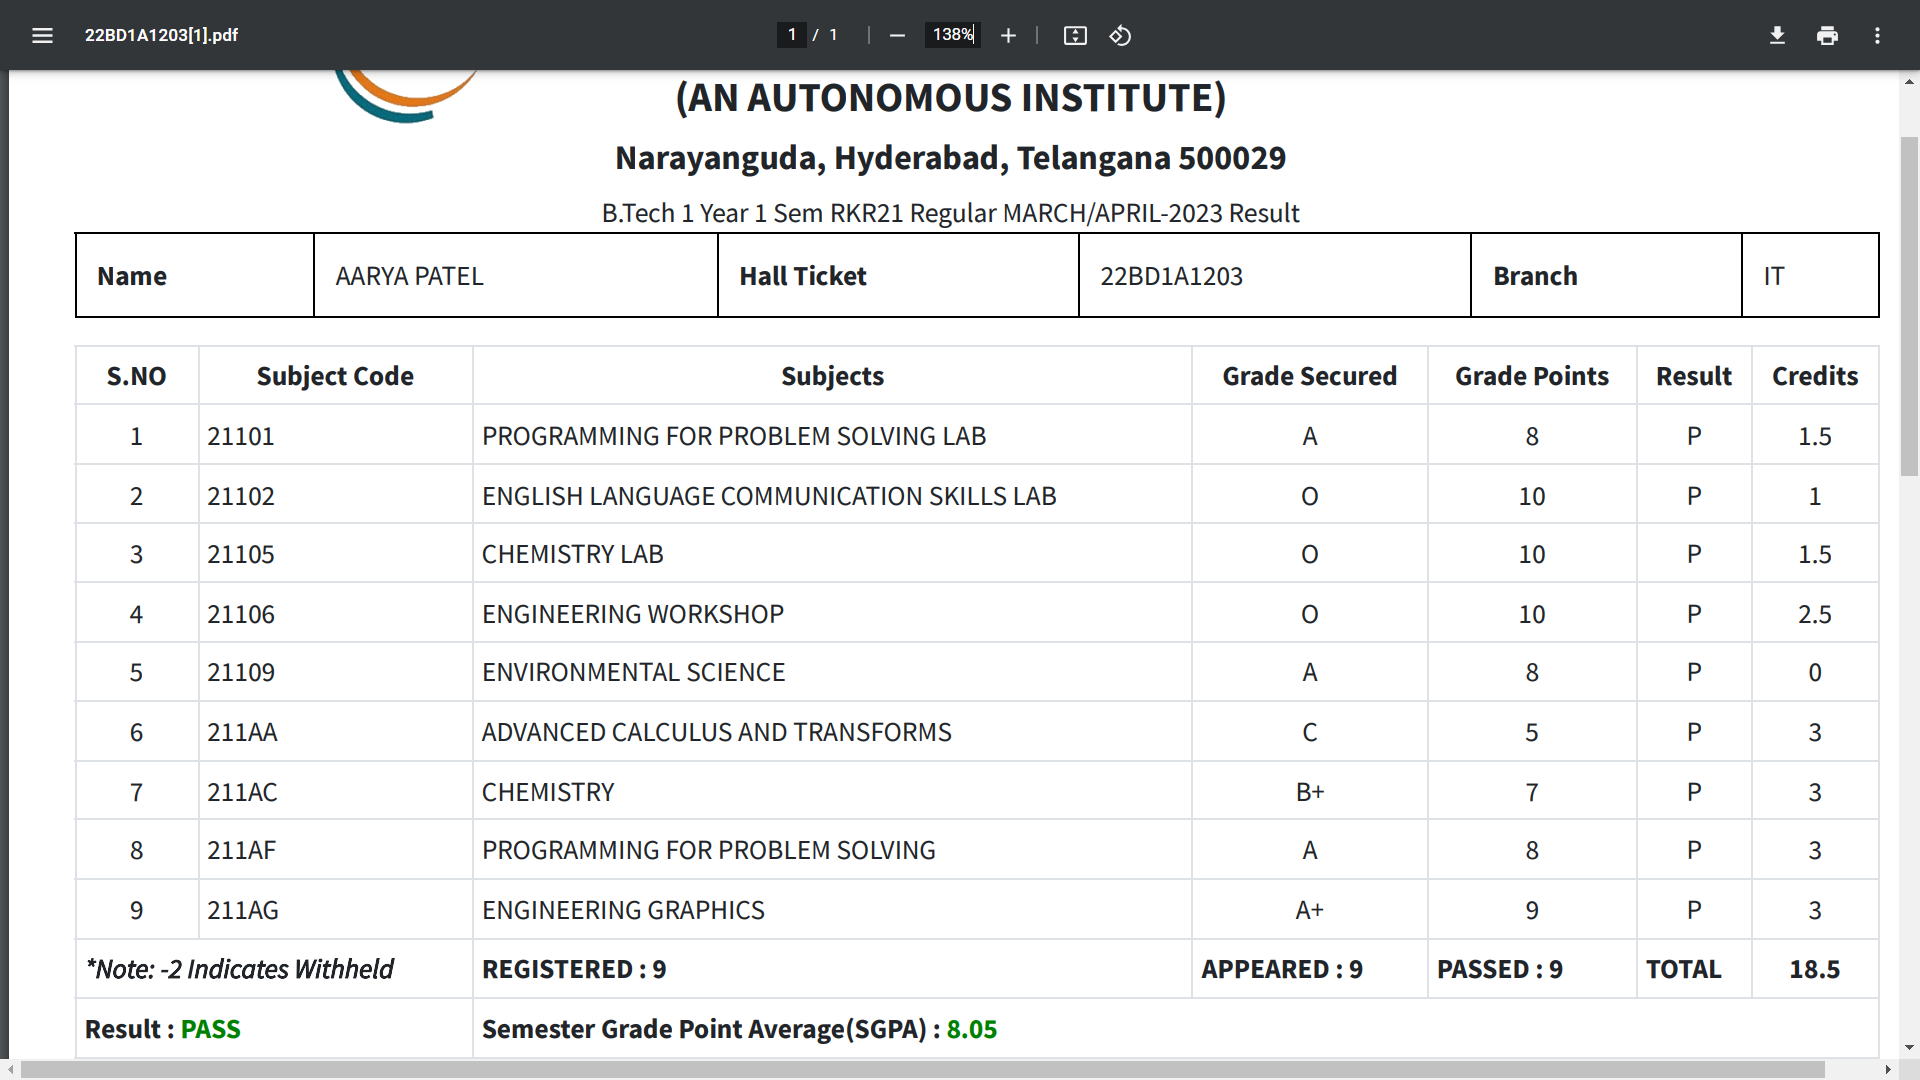 22BD1A1203[1].pdf
1 / 1
138%
(AN AUTONOMOUS INSTITUTE)
Narayanguda, Hyderabad, Telangana 500029
B.Tech 1 Year 1 Sem RKR21 Regular MARCH/APRIL-2023 Result
Name AARYA PATEL Hall Ticket 22BD1A1203 Branch IT
S.NO Subject Code Subjects Grade Secured Grade Points Result Credits
1 21101 PROGRAMMING FOR PROBLEM SOLVING LAB A 8 P 1.5
2 21102 ENGLISH LANGUAGE COMMUNICATION SKILLS LAB O 10 P 1
3 21105 CHEMISTRY LAB O 10 P 1.5
4 21106 ENGINEERING WORKSHOP O 10 P 2.5
5 21109 ENVIRONMENTAL SCIENCE A 8 P 0
6 211AA ADVANCED CALCULUS AND TRANSFORMS C 5 P 3
7 211AC CHEMISTRY B+ 7 P 3
8 211AF PROGRAMMING FOR PROBLEM SOLVING A 8 P 3
9 211AG ENGINEERING GRAPHICS A+ 9 P 3
*Note: -2 Indicates Withheld REGISTERED : 9 APPEARED : 9 PASSED : 9 TOTAL 18.5
Result : PASS Semester Grade Point Average(SGPA) : 8.05